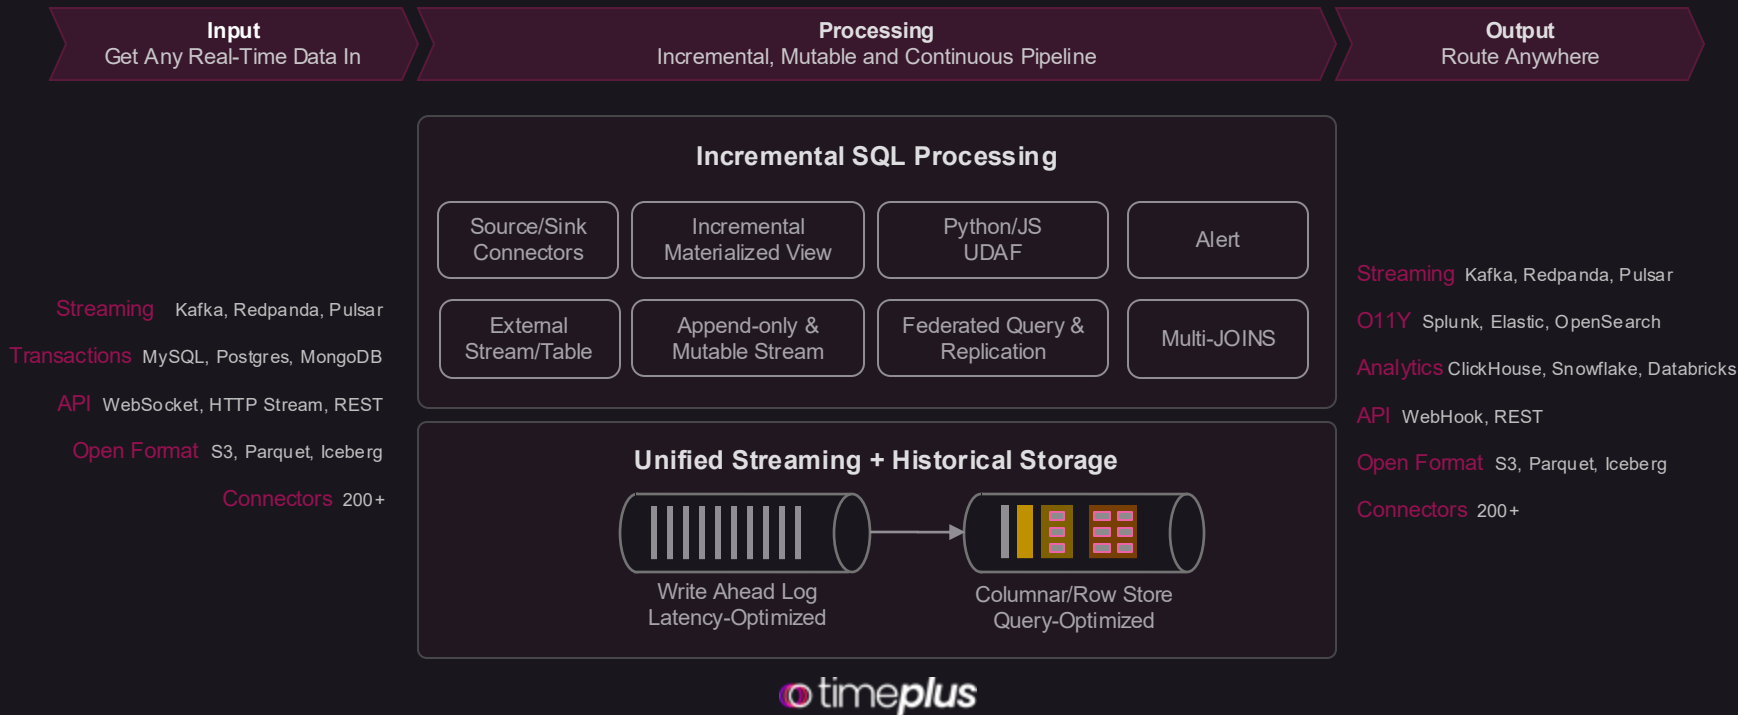 Input
Get Any Real-Time Data In
Processing
Incremental, Mutable and Continuous Pipeline
Output
Route Anywhere
Streaming Kafka, Redpanda, Pulsar
Transactions MySQL, Postgres, MongoDB
API WebSocket, HTTP Stream, REST
Open Format S3, Parquet, Iceberg
Connectors 200+
Incremental SQL Processing
Source/Sink
Connectors
Incremental
Materialized View
Python/JS
UDAF
Alert
External
Stream/Table
Append-only &
Mutable Stream
Federated Query &
Replication
Multi-JOINS
Unified Streaming + Historical Storage
Write Ahead Log
Latency-Optimized
Columnar/Row Store
Query-Optimized
Streaming Kafka, Redpanda, Pulsar
O11Y Splunk, Elastic, OpenSearch
Analytics ClickHouse, Snowflake, Databricks
API WebHook, REST
Open Format S3, Parquet, Iceberg
Connectors 200+
timeplus